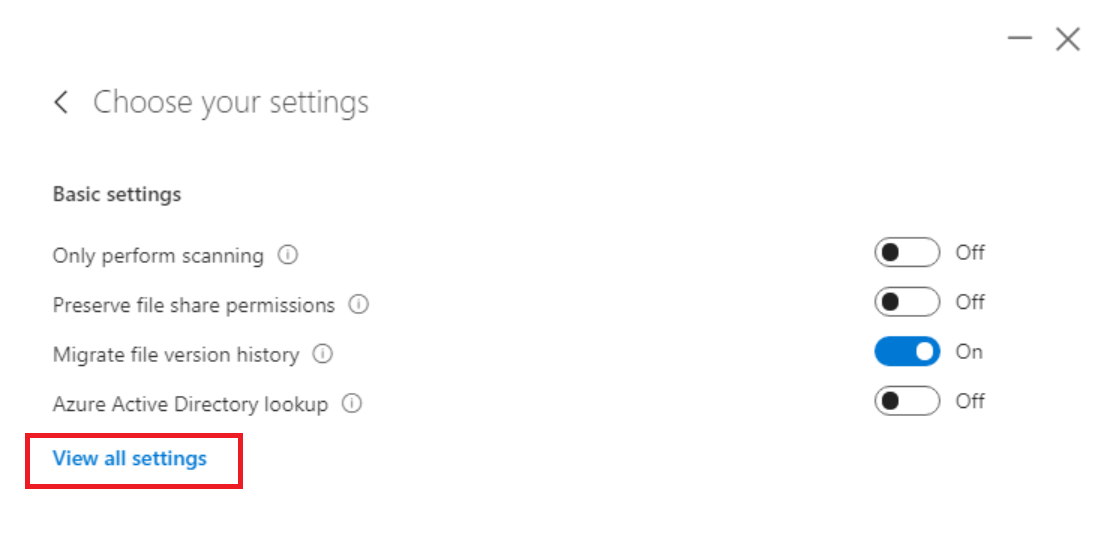 Choose your settings
Basic settings
Only perform scanning Off
Preserve file share permissions Off
Migrate file version history On
Azure Active Directory lookup Off
View all settings